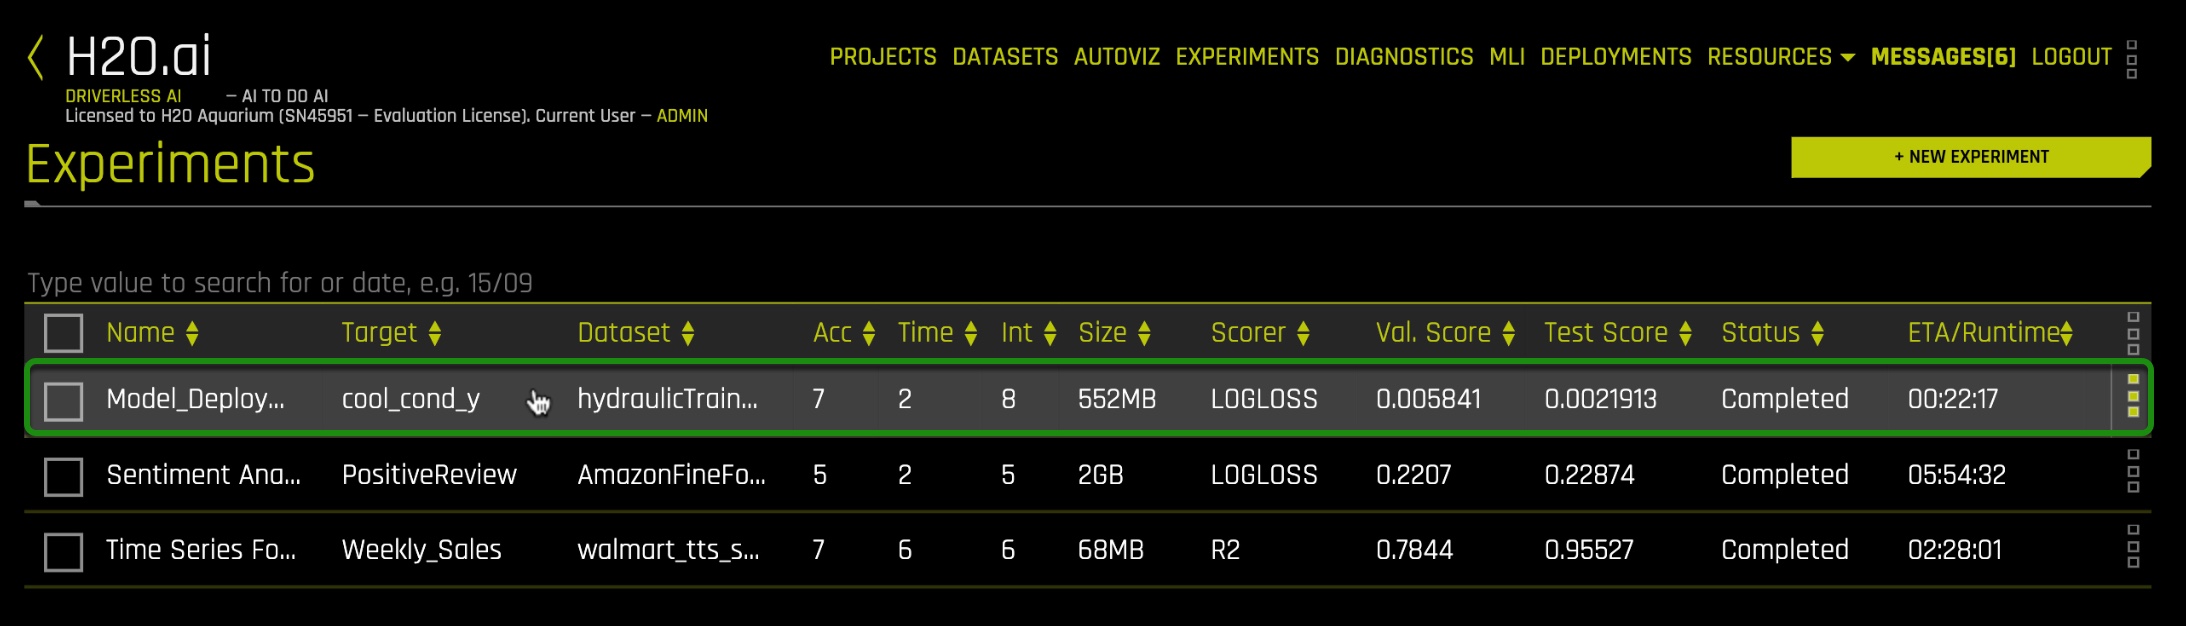 H2O.ai
PROJECTS DATASETS AUTOVIZ EXPERIMENTS DIAGNOSTICS MLI DEPLOYMENTS RESOURCES MESSAGES[6] LOGOUT
DRIVERLESS AI – AI TO DO AI
Licensed to H2O Aquarium (SN45951 – Evaluation License). Current User – ADMIN
Experiments
+ NEW EXPERIMENT
Type value to search for or date, e.g. 15/09
Name Target Dataset Acc Time Int Size Scorer Val. Score Test Score Status ETA/Runtime
Model_Deploy... cool_cond_y hydraulicTrain... 7 2 8 552MB LOGLOSS 0.005841 0.0021913 Completed 00:22:17
Sentiment Ana... PositiveReview AmazonFineFo... 5 2 5 2GB LOGLOSS 0.2207 0.22874 Completed 05:54:32
Time Series Fo... Weekly_Sales walmart_tts_s... 7 6 6 68MB R2 0.7844 0.95527 Completed 02:28:01